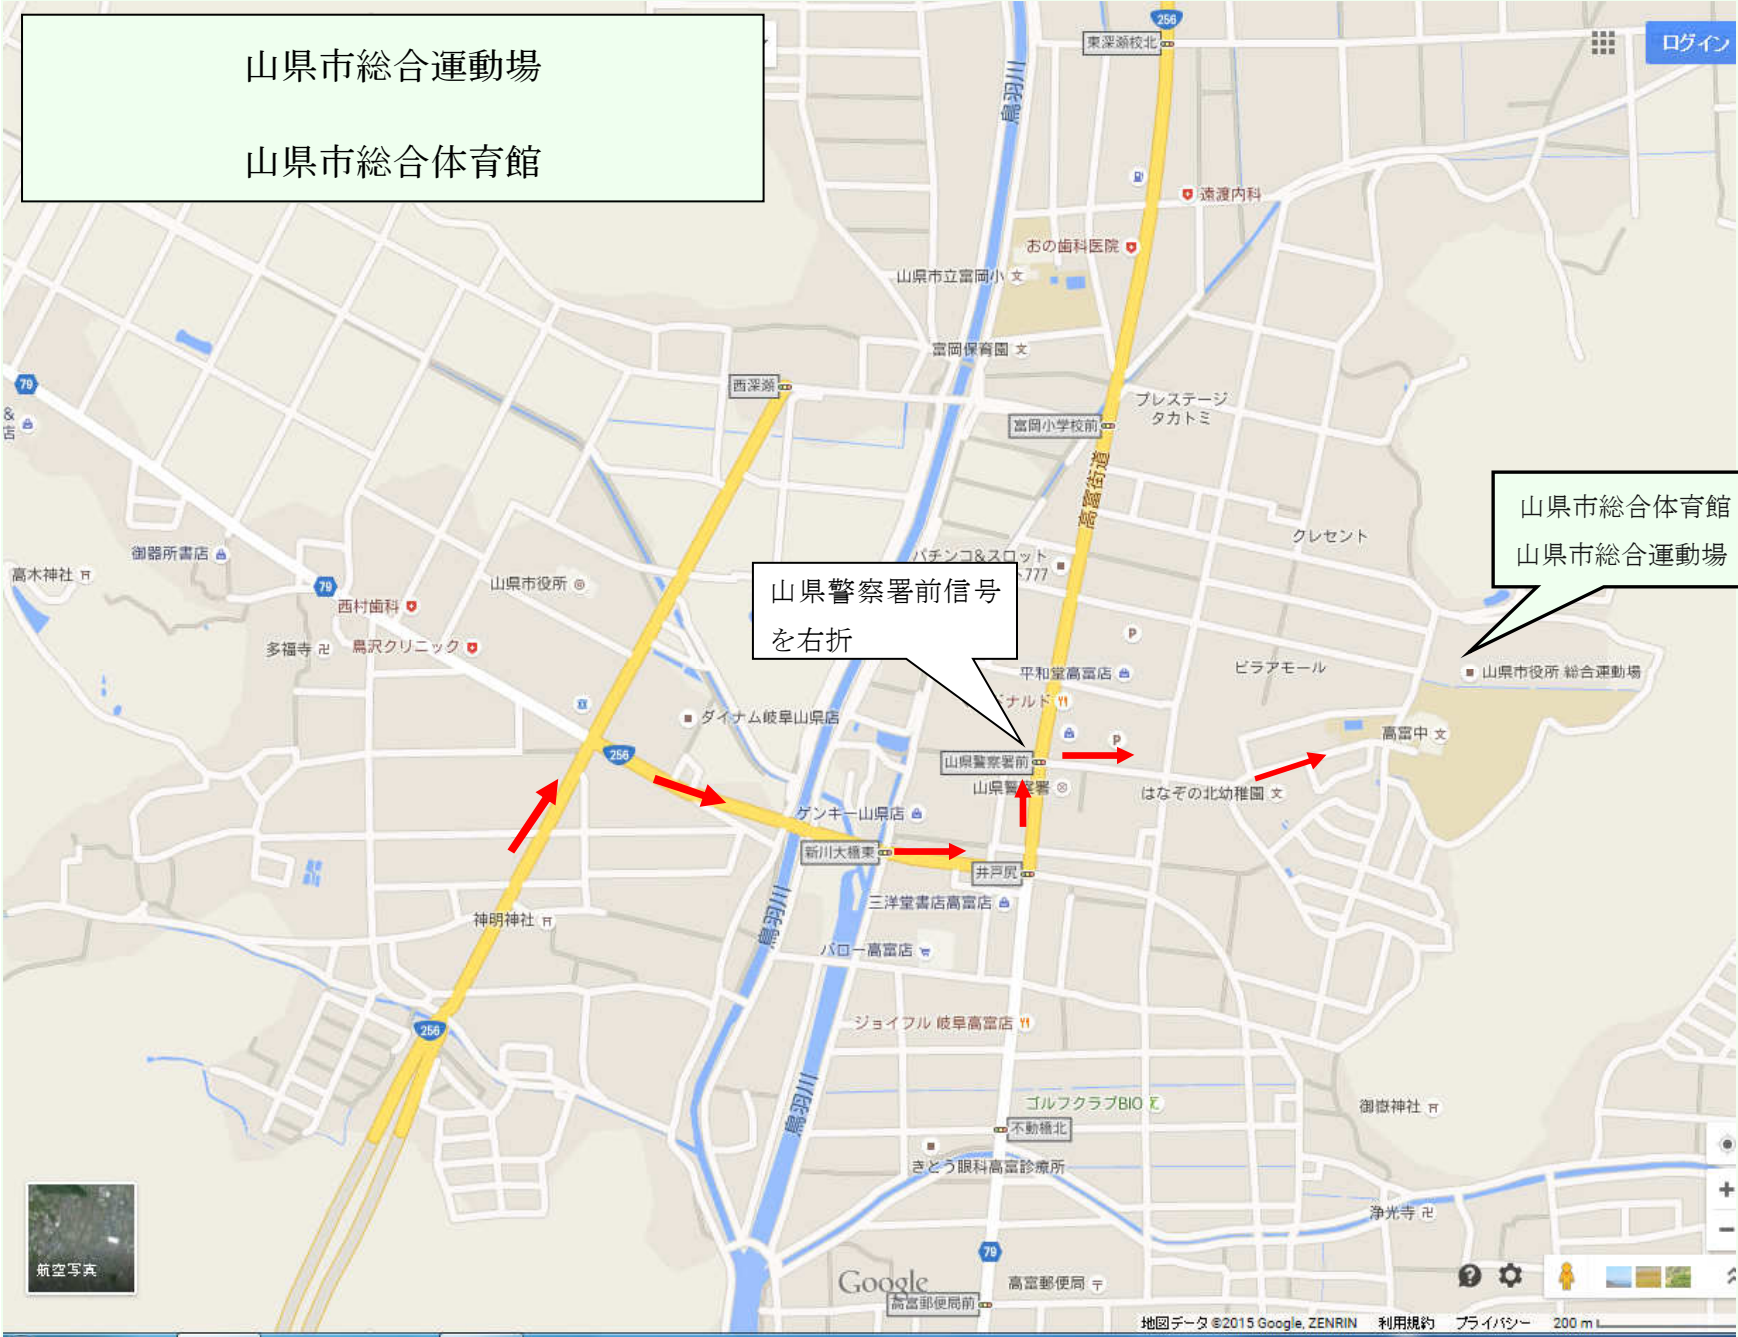 山県市総合運動場
山県市総合体育館
256
東深瀬校北
ログイン
鳥羽川
遠渡内科
おの歯科医院
山県市立富岡小
富岡保育園
79
西深瀬
プレステージ
タカトミ
&
店
富岡小学校前
高富街道
山県市総合体育館
山県市総合運動場
クレセント
御器所書店
高木神社
79
山県市役所
パチンコ&スロット
777
西村歯科
山県警察署前信号
を右折
多福寺
鳥沢クリニック
P
平和堂高富店
ビラアモール
山県市役所 総合運動場
ナルド
ダイナム岐阜山県店
高富中
256
P
山県警察署前
山県警察署
はなぞの北幼稚園
ゲンキー山県店
新川大橋東
井戸尻
三洋堂書店高富店
神明神社
鳥羽川
バロー高富店
256
ジョイフル 岐阜高富店
鳥羽川
ゴルフクラブBIO
御嶽神社
不動橋北
きとう眼科高富診療所
浄光寺
航空写真
79
Google
高富郵便局
高富郵便局前
地図データ ©2015 Google, ZENRIN 利用規約 プライバシー 200 m